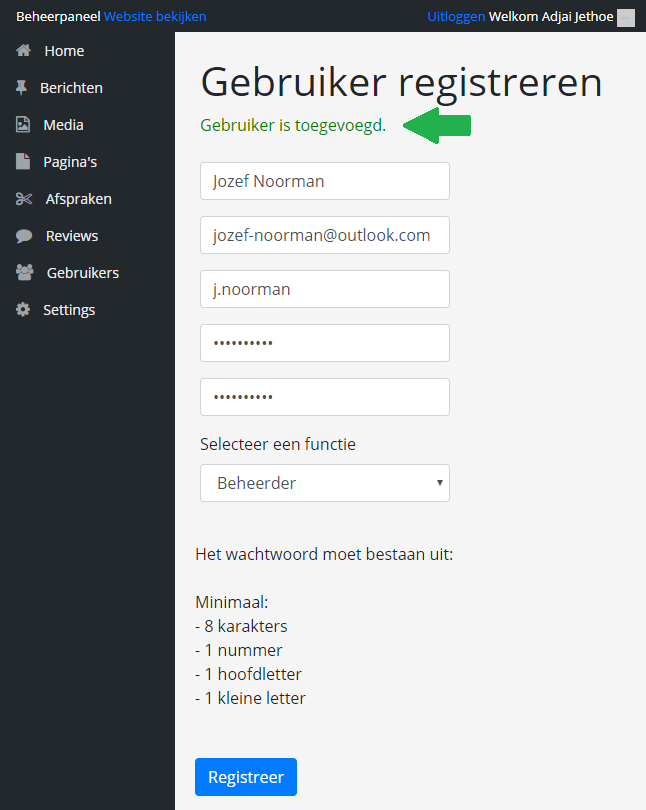 Beheerpaneel Website bekijken
Uitloggen Welkom Adjai Jethoe
Home
Berichten
Media
Pagina's
Afspraken
Reviews
Gebruikers
Settings
Gebruiker registreren
Gebruiker is toegevoegd.
Jozef Noorman
jozef-noorman@outlook.com
j.noorman
••••••••••
••••••••••
Selecteer een functie
Beheerder
Het wachtwoord moet bestaan uit:
Minimaal:
- 8 karakters
- 1 nummer
- 1 hoofdletter
- 1 kleine letter
Registreer